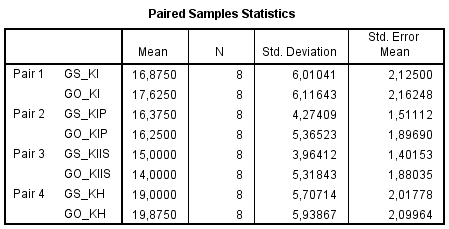 Paired Samples Statistics
Mean N Std. Deviation Std. Error Mean
Pair 1 GS_KI 16,8750 8 6,01041 2,12500
GO_KI 17,6250 8 6,11643 2,16248
Pair 2 GS_KIP 16,3750 8 4,27409 1,51112
GO_KIP 16,2500 8 5,36523 1,89690
Pair 3 GS_KIIS 15,0000 8 3,96412 1,40153
GO_KIIS 14,0000 8 5,31843 1,88035
Pair 4 GS_KH 19,0000 8 5,70714 2,01778
GO_KH 19,8750 8 5,93867 2,09964